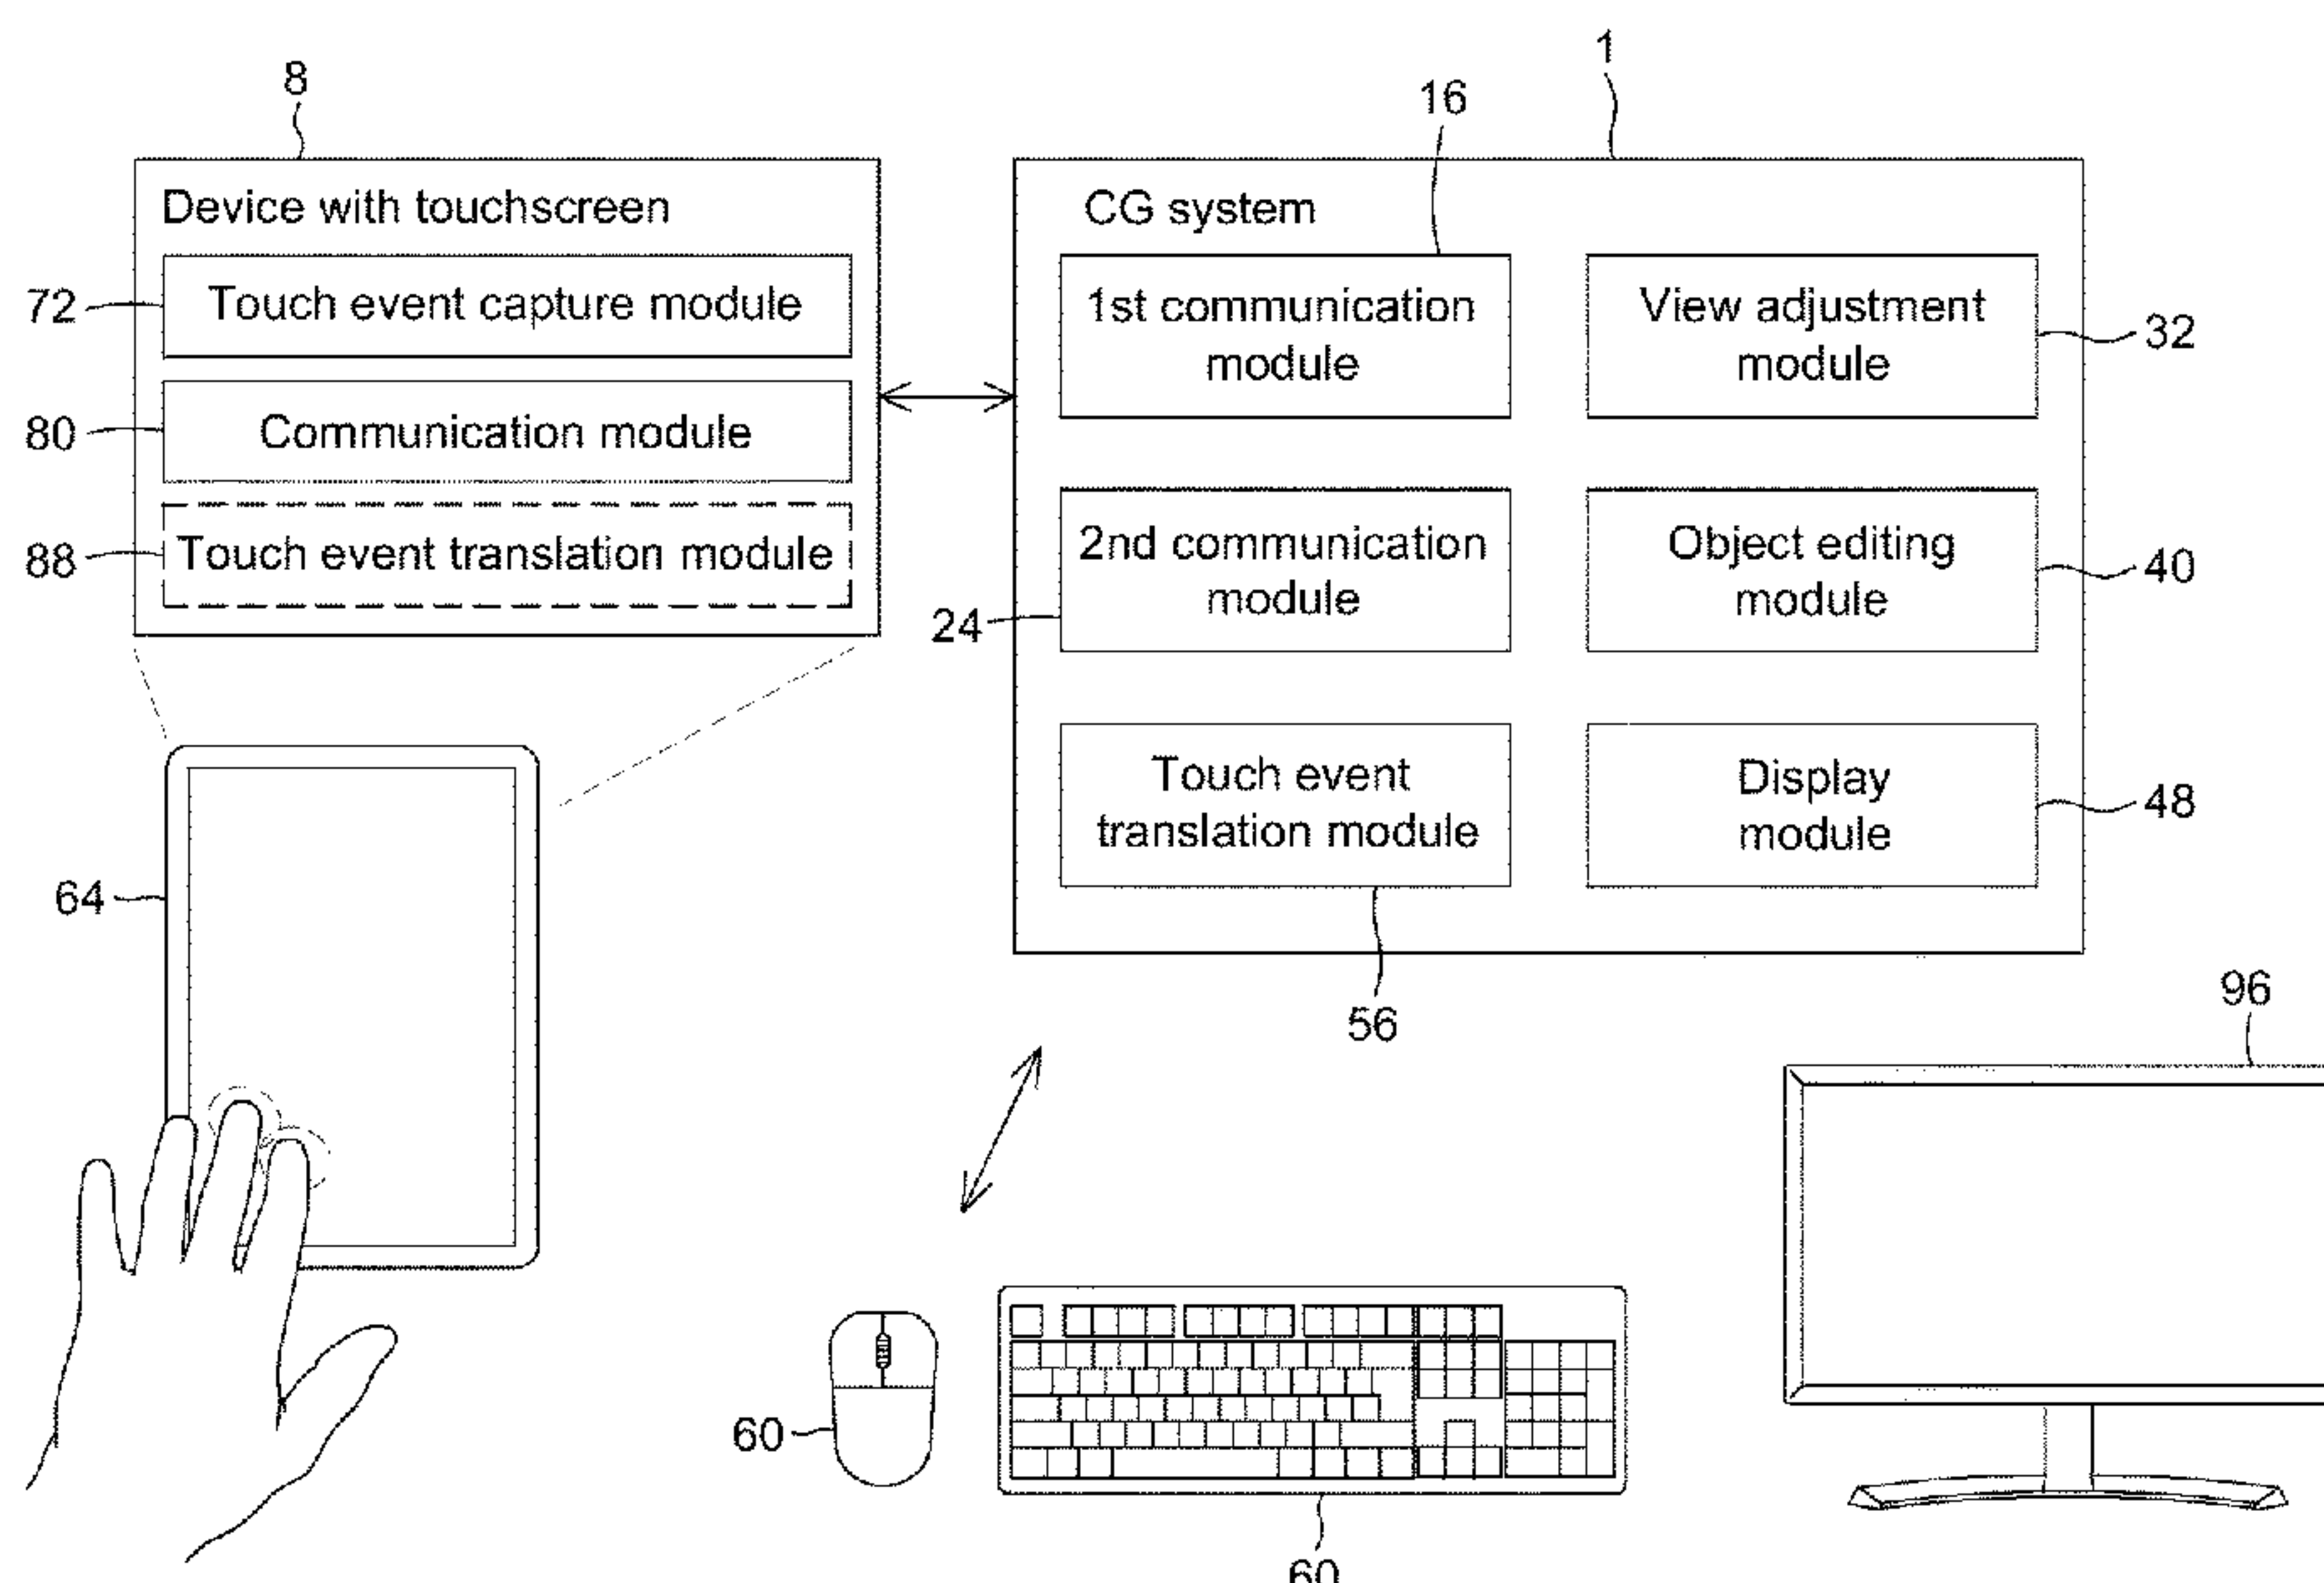 8
1
16
Device with touchscreen
72
Touch event capture module
80
Communication module
88
Touch event translation module
CG system
1st communication
module
View adjustment
module
32
2nd communication
module
24
Object editing
module
40
Touch event
translation module
56
Display
module
48
64
96
60
60